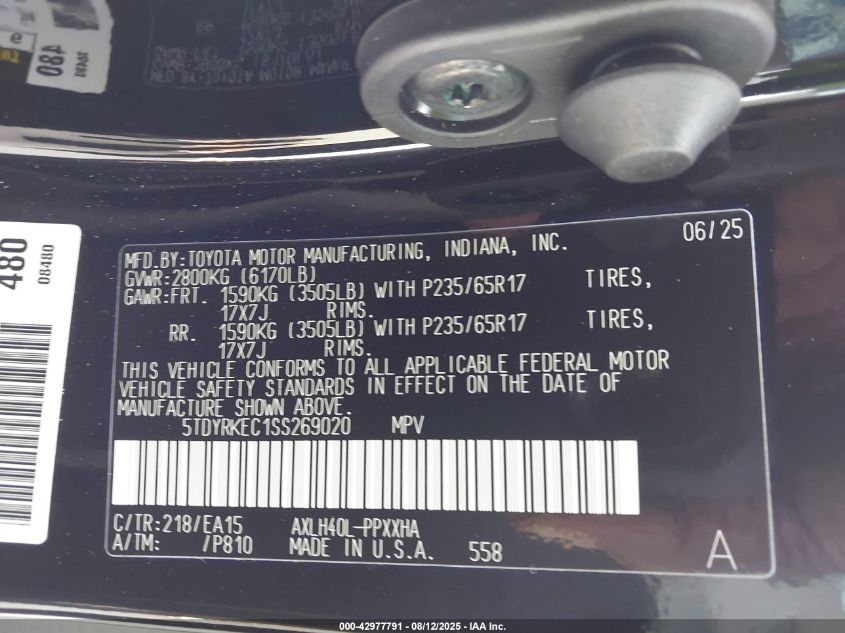 480
480
08480
MFD.BY:TOYOTA MOTOR MANUFACTURING, INDIANA, INC. 06/25
GVWR:2800KG (6170LB)
GAWR:FRT. 1590KG (3505LB) WITH P235/65R17 TIRES,
17X7J RIMS.
RR. 1590KG (3505LB) WITH P235/65R17 TIRES,
17X7J RIMS.
THIS VEHICLE CONFORMS TO ALL APPLICABLE FEDERAL MOTOR
VEHICLE SAFETY STANDARDS IN EFFECT ON THE DATE OF
MANUFACTURE SHOWN ABOVE.
5TDYRKEC1SS269020 MPV
C/TR:218/EA15 AXLH40L-PPXXHA
A/TM: /P810 MADE IN U.S.A. 558 A
000-42977791 - 08/12/2025 - IAA Inc.